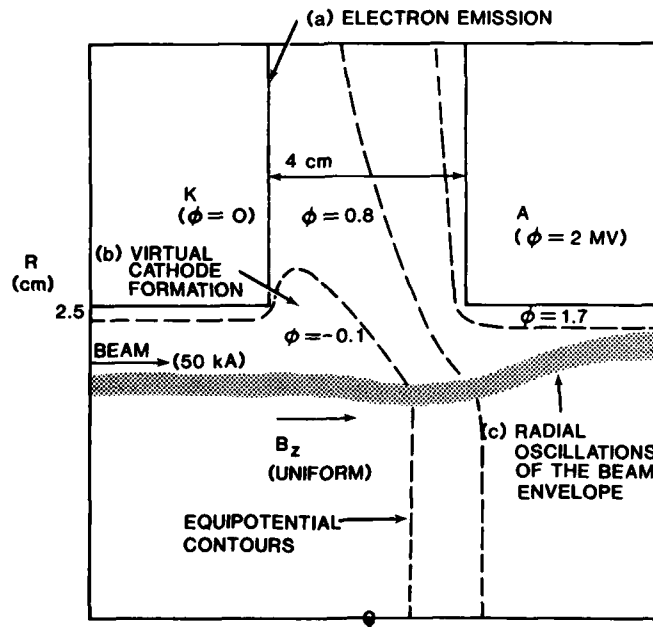 (a) ELECTRON EMISSION
4 cm
K
(ϕ = O)
ϕ = 0.8
A
(ϕ = 2 MV)
R
(cm)
(b) VIRTUAL
CATHODE
FORMATION
2.5
ϕ = -0.1
ϕ = 1.7
BEAM
(50 kA)
B_z
(UNIFORM)
(c) RADIAL
OSCILLATIONS
OF THE BEAM
ENVELOPE
EQUIPOTENTIAL
CONTOURS